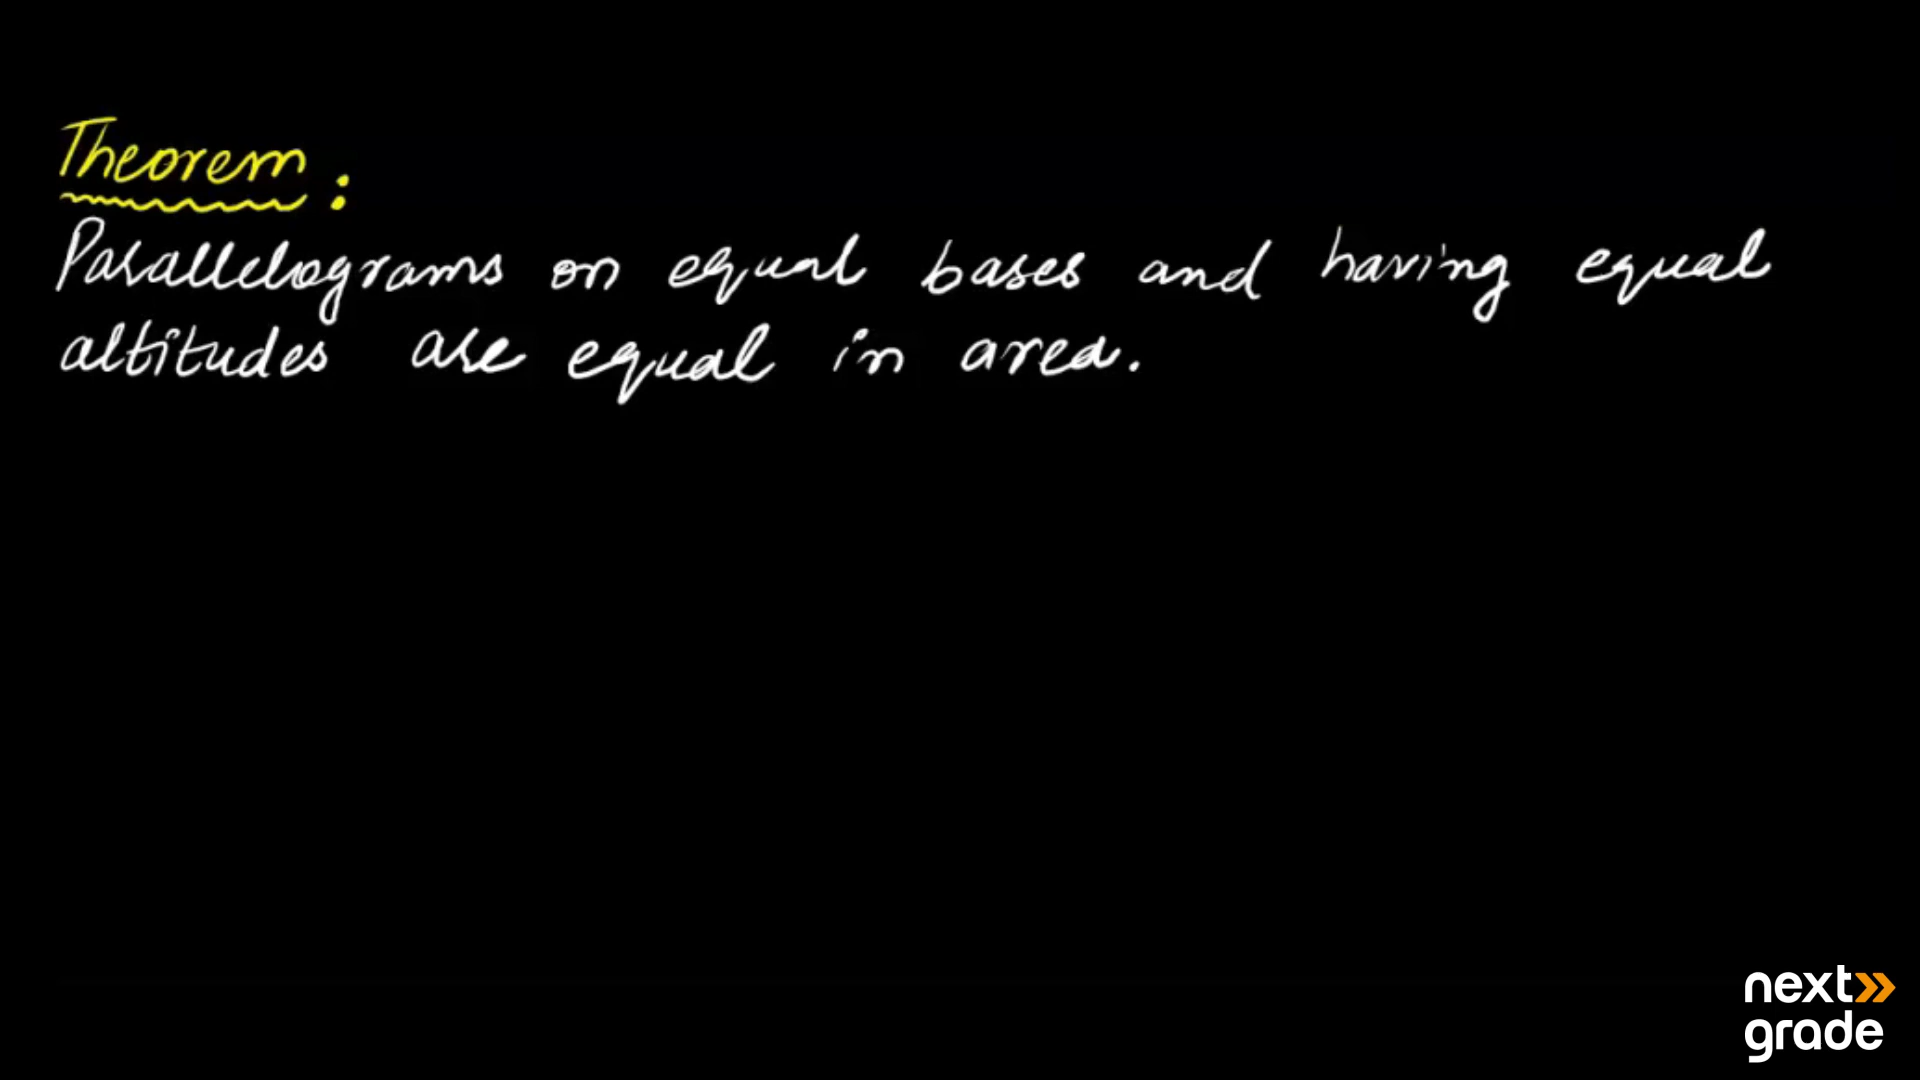 Theorem :
Parallelograms on equal bases and having equal
altitudes are equal in area.
next
grade